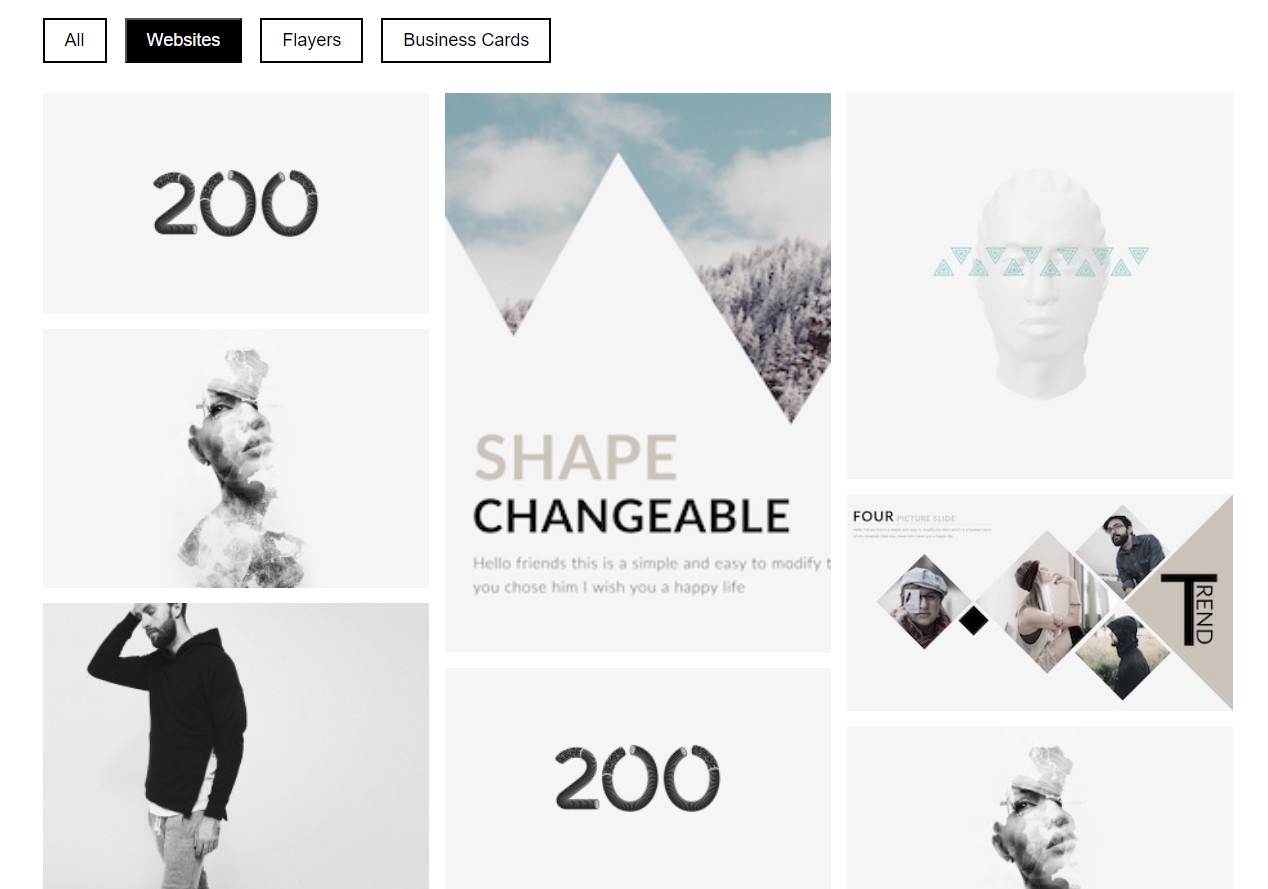 All
Websites
Flayers
Business Cards
200
SHAPE
CHANGEABLE
Hello friends this is a simple and easy to modify t
you chose him I wish you a happy life
FOUR PICTURE SLIDE
TREND
200